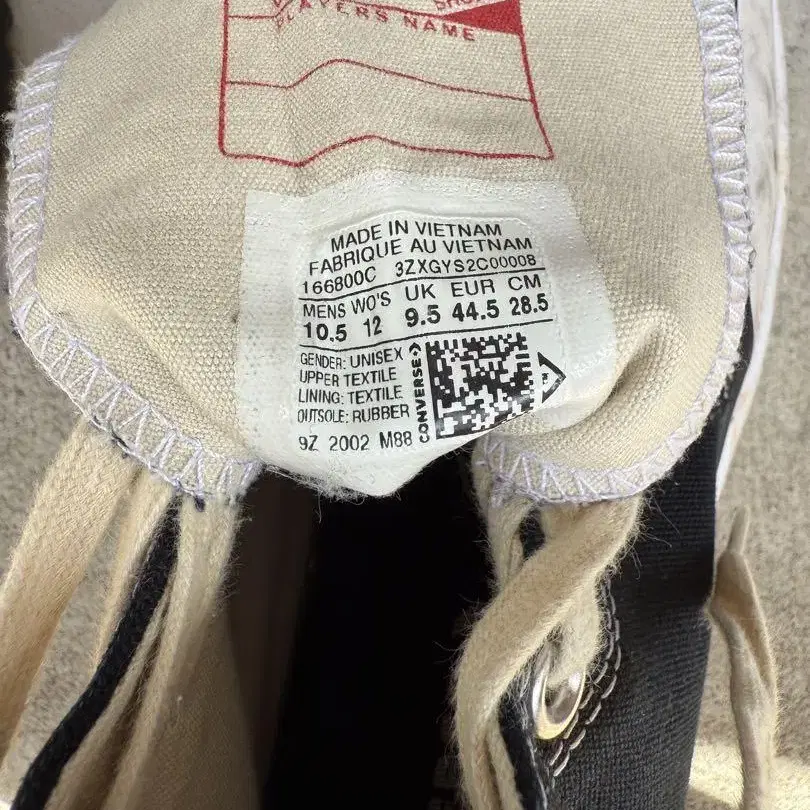 PLAYERS NAME
MADE IN VIETNAM
FABRIQUE AU VIETNAM
166800C 3ZXGYS2C00008
MENS WO'S UK EUR CM
10.5 12 9.5 44.5 28.5
GENDER: UNISEX
UPPER TEXTILE
LINING: TEXTILE
OUTSOLE: RUBBER
9Z 2002 M88
CONVERSE